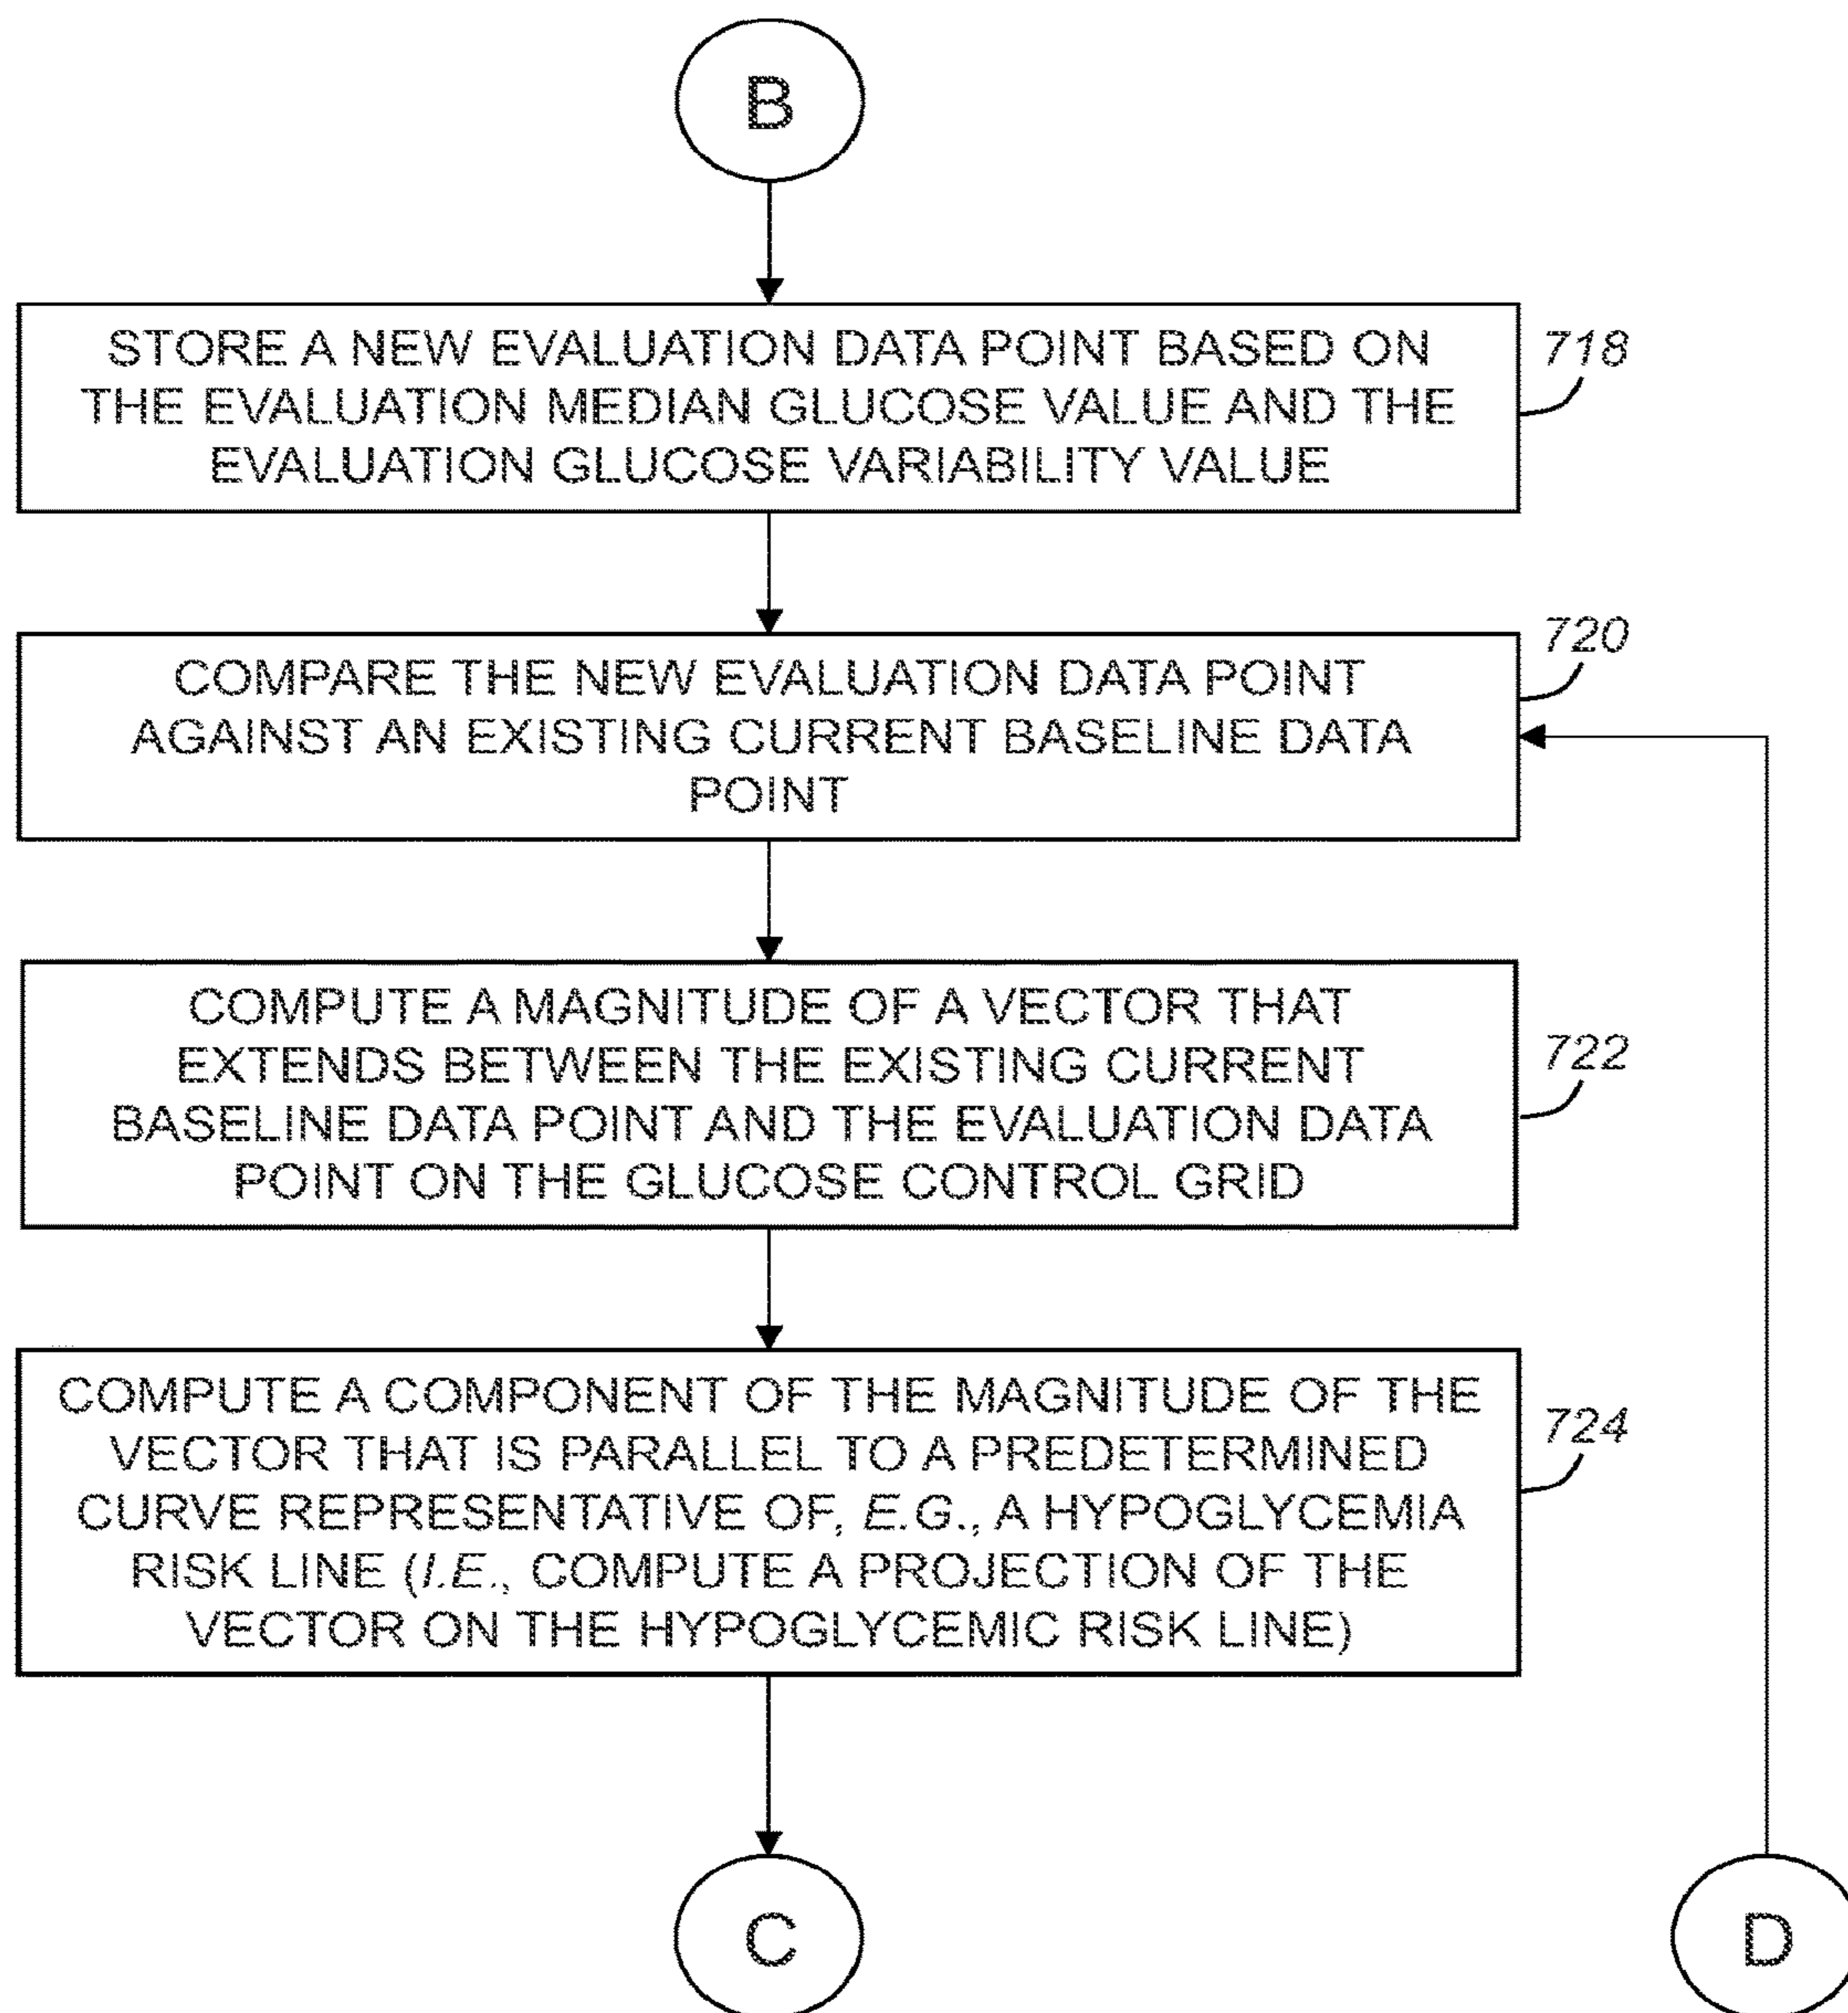 B
STORE A NEW EVALUATION DATA POINT BASED ON
THE EVALUATION MEDIAN GLUCOSE VALUE AND THE
EVALUATION GLUCOSE VARIABILITY VALUE
718
COMPARE THE NEW EVALUATION DATA POINT
AGAINST AN EXISTING CURRENT BASELINE DATA
POINT
720
COMPUTE A MAGNITUDE OF A VECTOR THAT
EXTENDS BETWEEN THE EXISTING CURRENT
BASELINE DATA POINT AND THE EVALUATION DATA
POINT ON THE GLUCOSE CONTROL GRID
722
COMPUTE A COMPONENT OF THE MAGNITUDE OF THE
VECTOR THAT IS PARALLEL TO A PREDETERMINED
CURVE REPRESENTATIVE OF, E.G., A HYPOGLYCEMIA
RISK LINE (I.E., COMPUTE A PROJECTION OF THE
VECTOR ON THE HYPOGLYCEMIC RISK LINE)
724
C
D